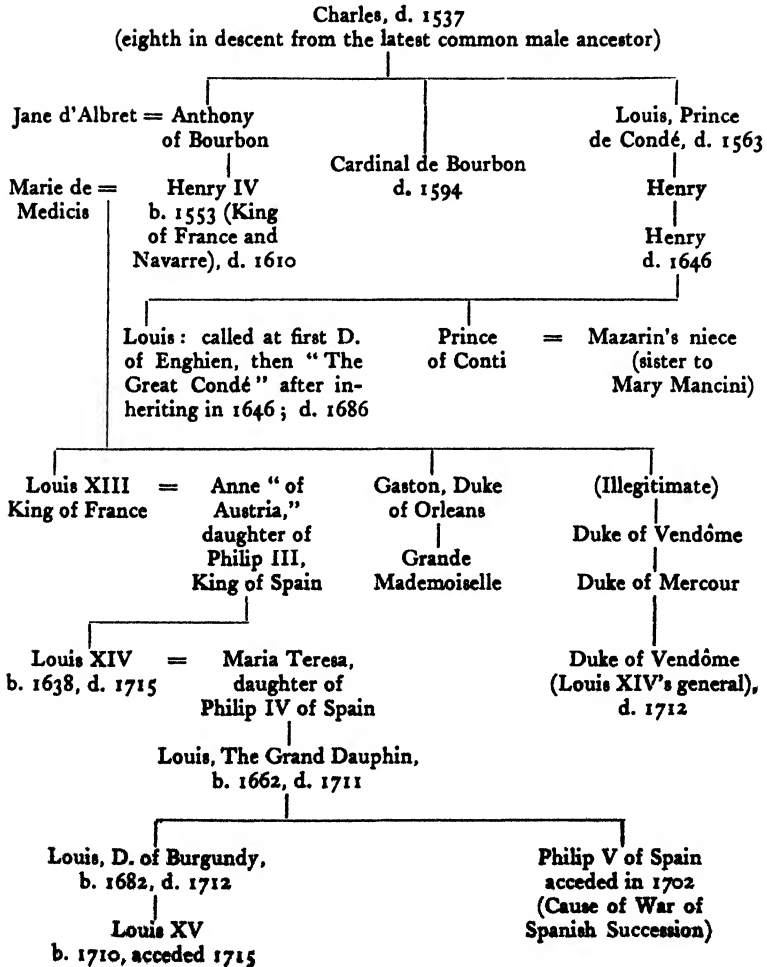 Charles, d. 1537
(eighth in descent from the latest common male ancestor)
Jane d'Albret = Anthony
of Bourbon
Cardinal de Bourbon
d. 1594
Louis, Prince
de Condé, d. 1563
Marie de =
Medicis
Henry IV
b. 1553 (King
of France and
Navarre), d. 1610
Henry
Henry
d. 1646
Louis: called at first D.
of Enghien, then "The
Great Condé" after in-
heriting in 1646; d. 1686
Prince
of Conti
=
Mazarin's niece
(sister to
Mary Mancini)
Louis XIII
King of France
=
Anne "of
Austria,"
daughter of
Philip III,
King of Spain
Gaston, Duke
of Orleans
Grande
Mademoiselle
(Illegitimate)
Duke of Vendôme
Duke of Mercour
Duke of Vendôme
(Louis XIV's general),
d. 1712
Louis XIV
b. 1638, d. 1715
=
Maria Teresa,
daughter of
Philip IV of Spain
Louis, The Grand Dauphin,
b. 1662, d. 1711
Louis, D. of Burgundy,
b. 1682, d. 1712
Louis XV
b. 1710, acceded 1715
Philip V of Spain
acceded in 1702
(Cause of War of
Spanish Succession)